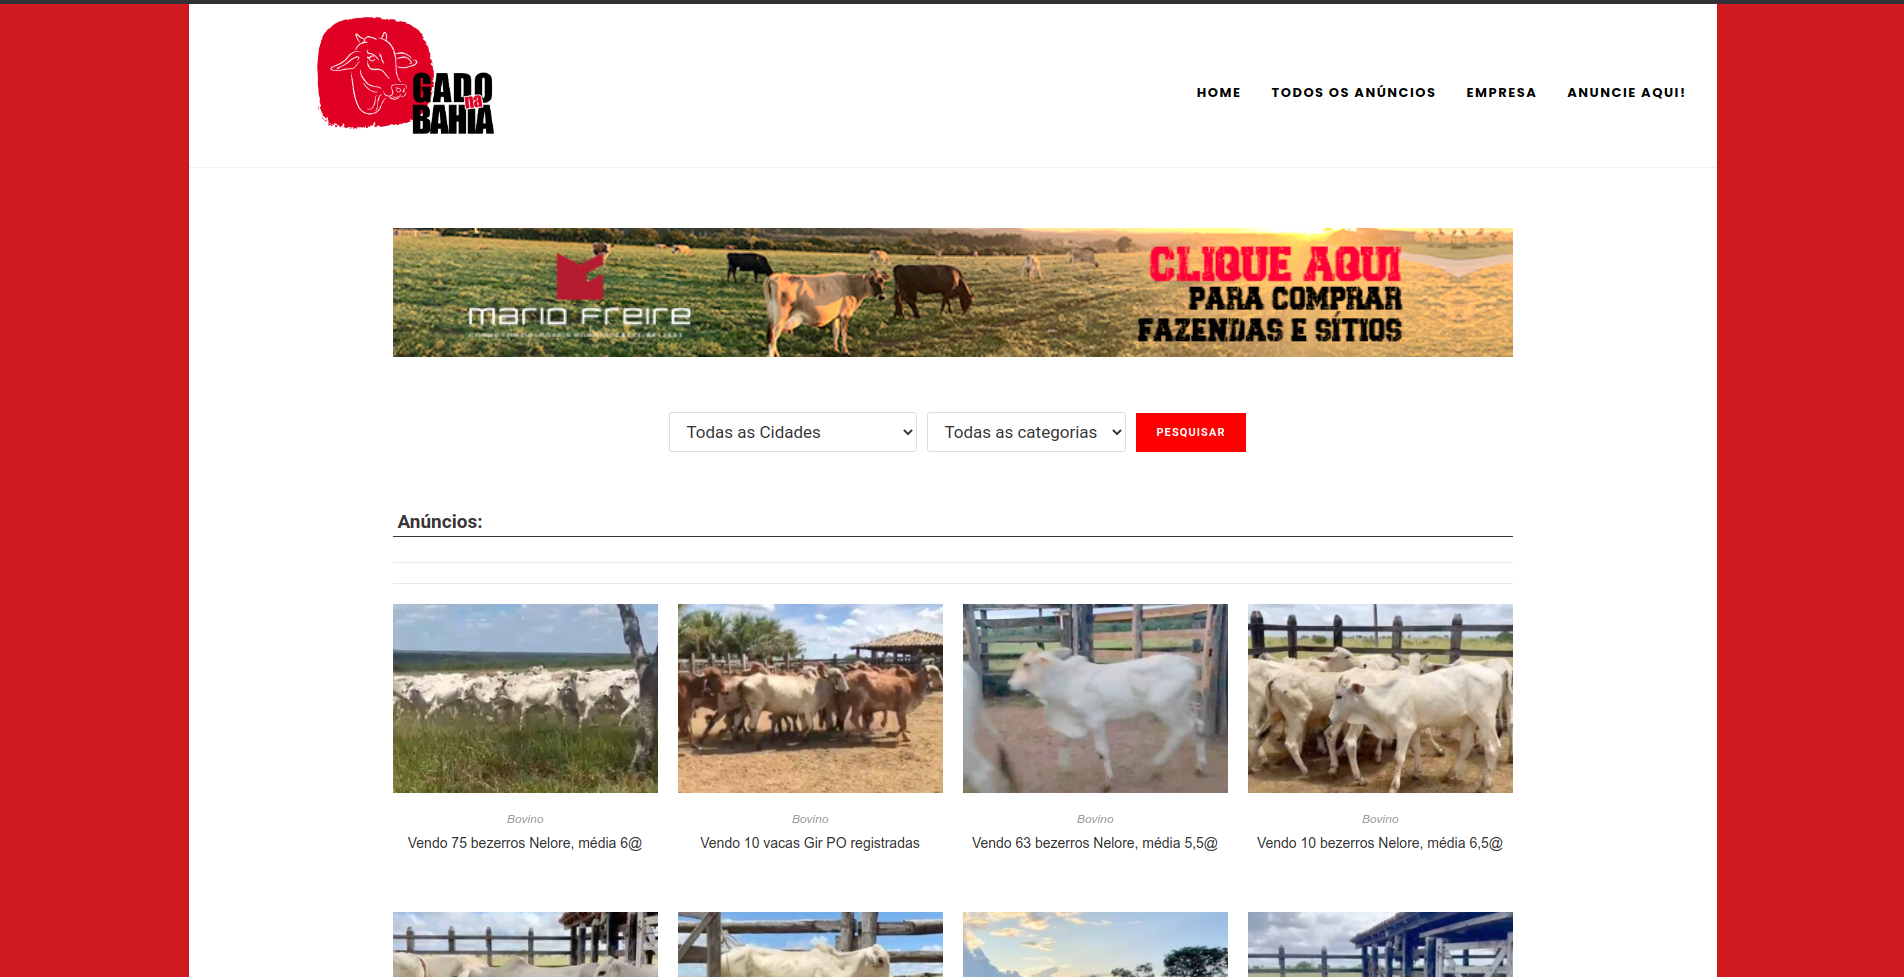 GADO
na
BAHIA
HOME
TODOS OS ANÚNCIOS
EMPRESA
ANUNCIE AQUI!
mario freire
CLIQUE AQUI
PARA COMPRAR
FAZENDAS E SÍTIOS
Todas as Cidades
Todas as categorias
PESQUISAR
Anúncios:
Bovino
Vendo 75 bezerros Nelore, média 6@
Bovino
Vendo 10 vacas Gir PO registradas
Bovino
Vendo 63 bezerros Nelore, média 5,5@
Bovino
Vendo 10 bezerros Nelore, média 6,5@